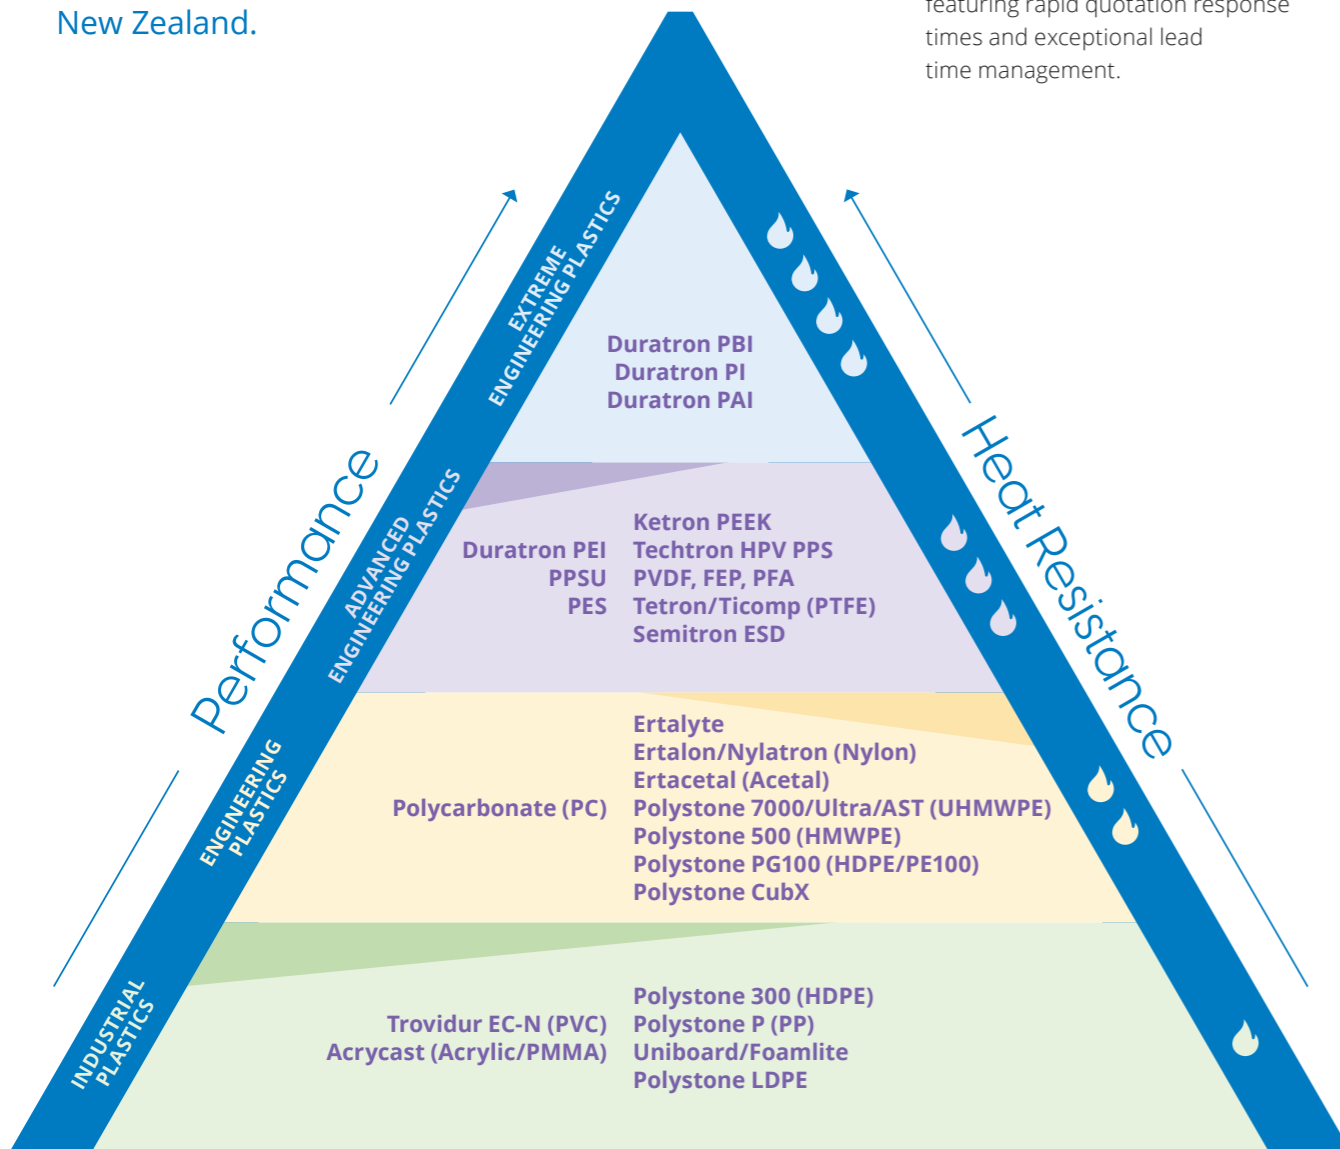 New Zealand.
featuring rapid quotation response
times and exceptional lead
time management.
Performance
Heat Resistance
EXTREME
ENGINEERING PLASTICS
Duratron PBI
Duratron PI
Duratron PAI
ADVANCED
ENGINEERING PLASTICS
Duratron PEI
PPSU
PES
Ketron PEEK
Techtron HPV PPS
PVDF, FEP, PFA
Tetron/Ticomp (PTFE)
Semitron ESD
ENGINEERING
PLASTICS
Polycarbonate (PC)
Ertalyte
Ertalon/Nylatron (Nylon)
Ertacetal (Acetal)
Polystone 7000/Ultra/AST (UHMWPE)
Polystone 500 (HMWPE)
Polystone PG100 (HDPE/PE100)
Polystone CubX
INDUSTRIAL
PLASTICS
Trovidur EC-N (PVC)
Acrycast (Acrylic/PMMA)
Polystone 300 (HDPE)
Polystone P (PP)
Uniboard/Foamlite
Polystone LDPE